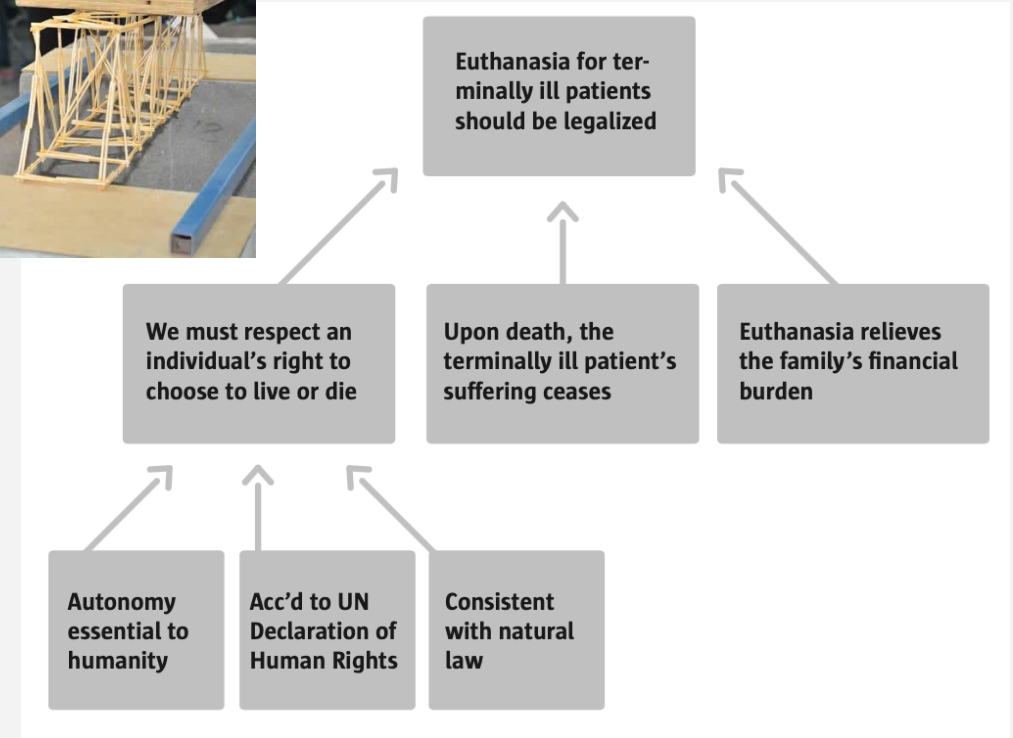 Euthanasia for ter-
minally ill patients
should be legalized
We must respect an
individual's right to
choose to live or die
Upon death, the
terminally ill patient's
suffering ceases
Euthanasia relieves
the family's financial
burden
Autonomy
essential to
humanity
Acc'd to UN
Declaration of
Human Rights
Consistent
with natural
law